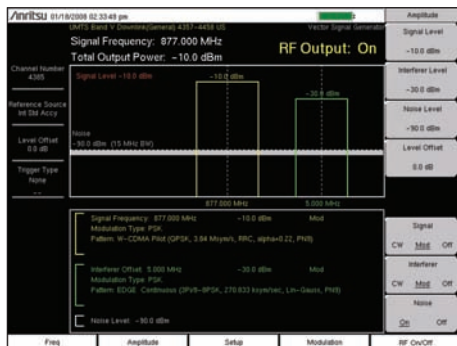 Anritsu 01/18/2008 02:33:48 pm
UMTS Band V Downlink(General) 4357-4458 US
Vector Signal Generator
Signal Frequency: 877.000 MHz
Total Output Power: -10.0 dBm
RF Output: On
Channel Number
4385
Reference Source
Int Std Accy
Level Offset
0.0 dB
Trigger Type
None
--
Signal Level -10.0 dBm
-10.0 dBm
-30.0 dBm
Noise
-90.0 dBm (15 MHz BW)
877.000 MHz
5.000 MHz
Signal Frequency: 877.000 MHz -10.0 dBm Mod
Modulation Type: PSK
Pattern: W-CDMA Pilot (QPSK, 3.84 Msym/s, RRC, alpha=0.22, PN9)
Interferer Offset: 5.000 MHz -30.0 dBm Mod
Modulation Type: PSK
Pattern: EDGE Continuous (3Pi/8-8PSK, 270.833 ksym/sec, Lin-Gauss, PN9)
Noise Level: -90.0 dBm
Amplitude
Signal Level
-10.0 dBm
Interferer Level
-30.0 dBm
Noise Level
-90.0 dBm
Level Offset
0.0 dB
Signal
CW Mod Off
Interferer
CW Mod Off
Noise
On Off
Freq Amplitude Setup Modulation RF On/Off